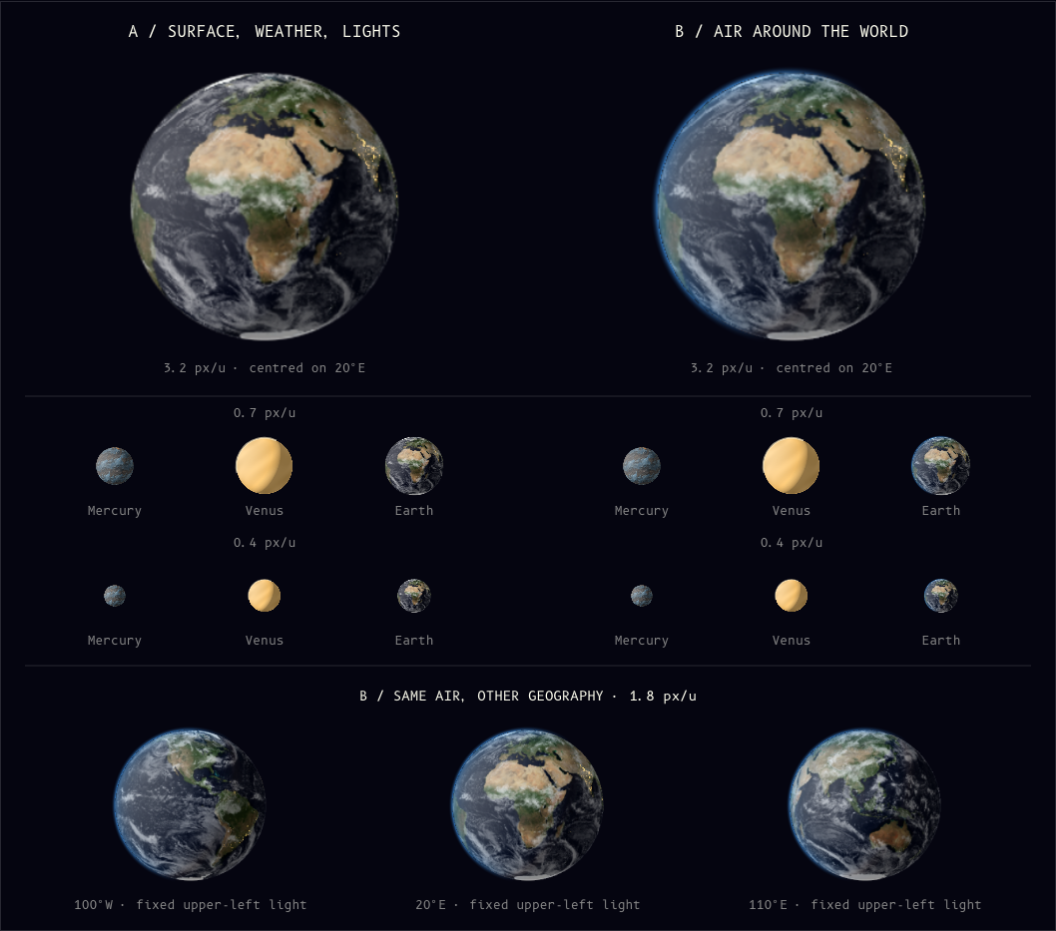 A / SURFACE, WEATHER, LIGHTS
B / AIR AROUND THE WORLD
3.2 px/u · centred on 20°E
3.2 px/u · centred on 20°E
0.7 px/u
0.7 px/u
Mercury
Venus
Earth
Mercury
Venus
Earth
0.4 px/u
0.4 px/u
Mercury
Venus
Earth
Mercury
Venus
Earth
B / SAME AIR, OTHER GEOGRAPHY · 1.8 px/u
100°W · fixed upper-left light
20°E · fixed upper-left light
110°E · fixed upper-left light